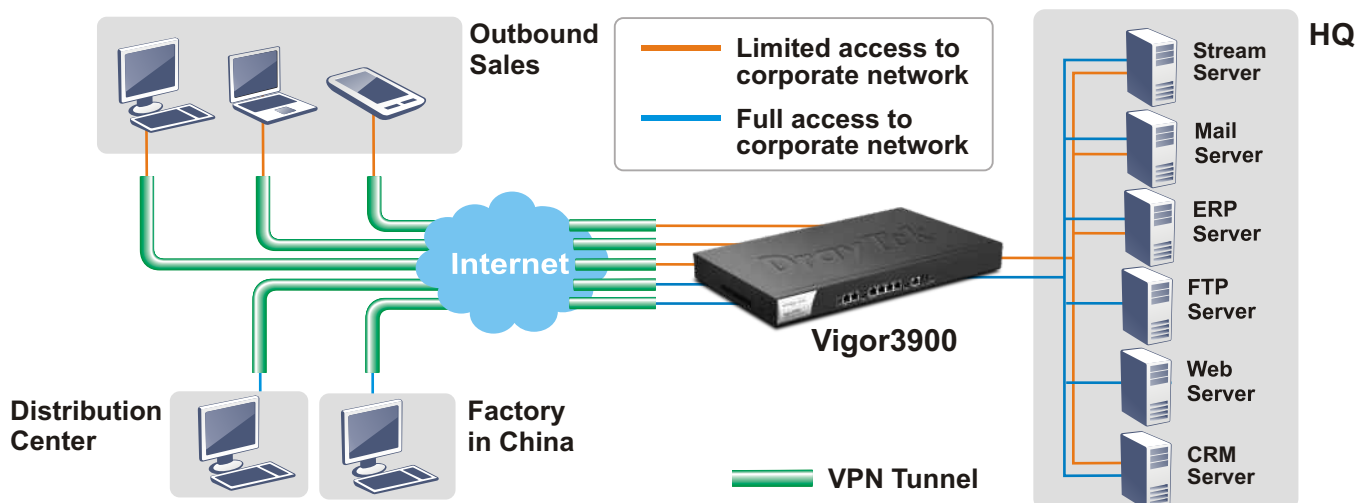 Outbound
Sales
Limited access to
corporate network
Full access to
corporate network
HQ
Stream
Server
Mail
Server
ERP
Server
FTP
Server
Web
Server
CRM
Server
Internet
DrayTek
Vigor3900
Distribution
Center
Factory
in China
VPN Tunnel